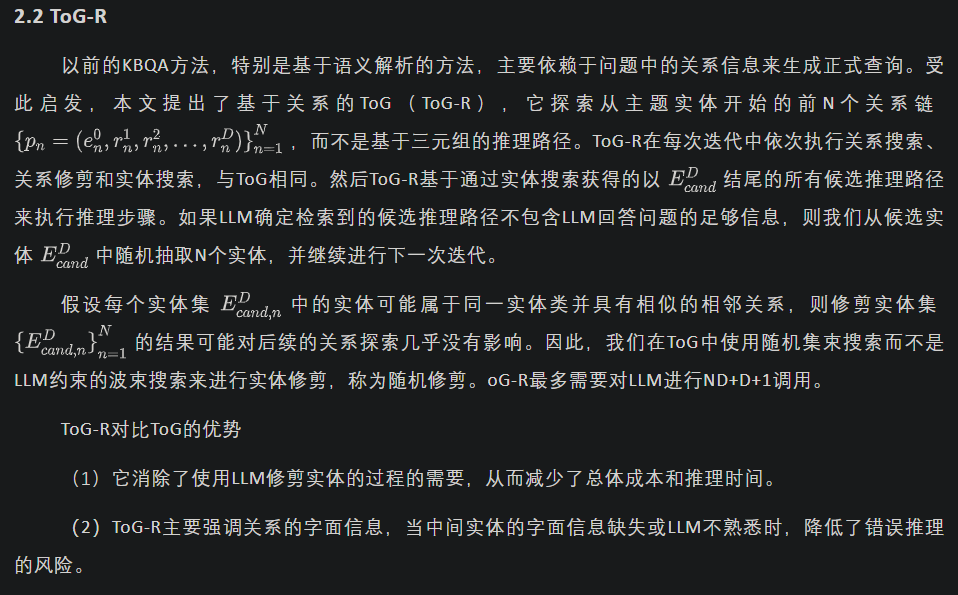 2.2 ToG-R
以前的KBQA方法，特别是基于语义解析的方法，主要依赖于问题中的关系信息来生成正式查询。受
此启发，本文提出了基于关系的ToG（ToG-R），它探索从主题实体开始的前N个关系链
$\{p_n = (e_n^0, r_n^1, r_n^2, \ldots, r_n^D)\}_{n=1}^N$ ，而不是基于三元组的推理路径。ToG-R在每次迭代中依次执行关系搜索、
关系修剪和实体搜索，与ToG相同。然后ToG-R基于通过实体搜索获得的以 $E_{cand}^D$ 结尾的所有候选推理路径
来执行推理步骤。如果LLM确定检索到的候选推理路径不包含LLM回答问题的足够信息，则我们从候选实
体 $E_{cand}^D$ 中随机抽取N个实体，并继续进行下一次迭代。
假设每个实体集 $E_{cand,n}^D$ 中的实体可能属于同一实体类并具有相似的相邻关系，则修剪实体集
$\{E_{cand,n}^D\}_{n=1}^N$ 的结果可能对后续的关系探索几乎没有影响。因此，我们在ToG中使用随机集束搜索而不是
LLM约束的波束搜索来进行实体修剪，称为随机修剪。oG-R最多需要对LLM进行ND+D+1调用。
ToG-R对比ToG的优势
（1）它消除了使用LLM修剪实体的过程的需要，从而减少了总体成本和推理时间。
（2）ToG-R主要强调关系的字面信息，当中间实体的字面信息缺失或LLM不熟悉时，降低了错误推理
的风险。